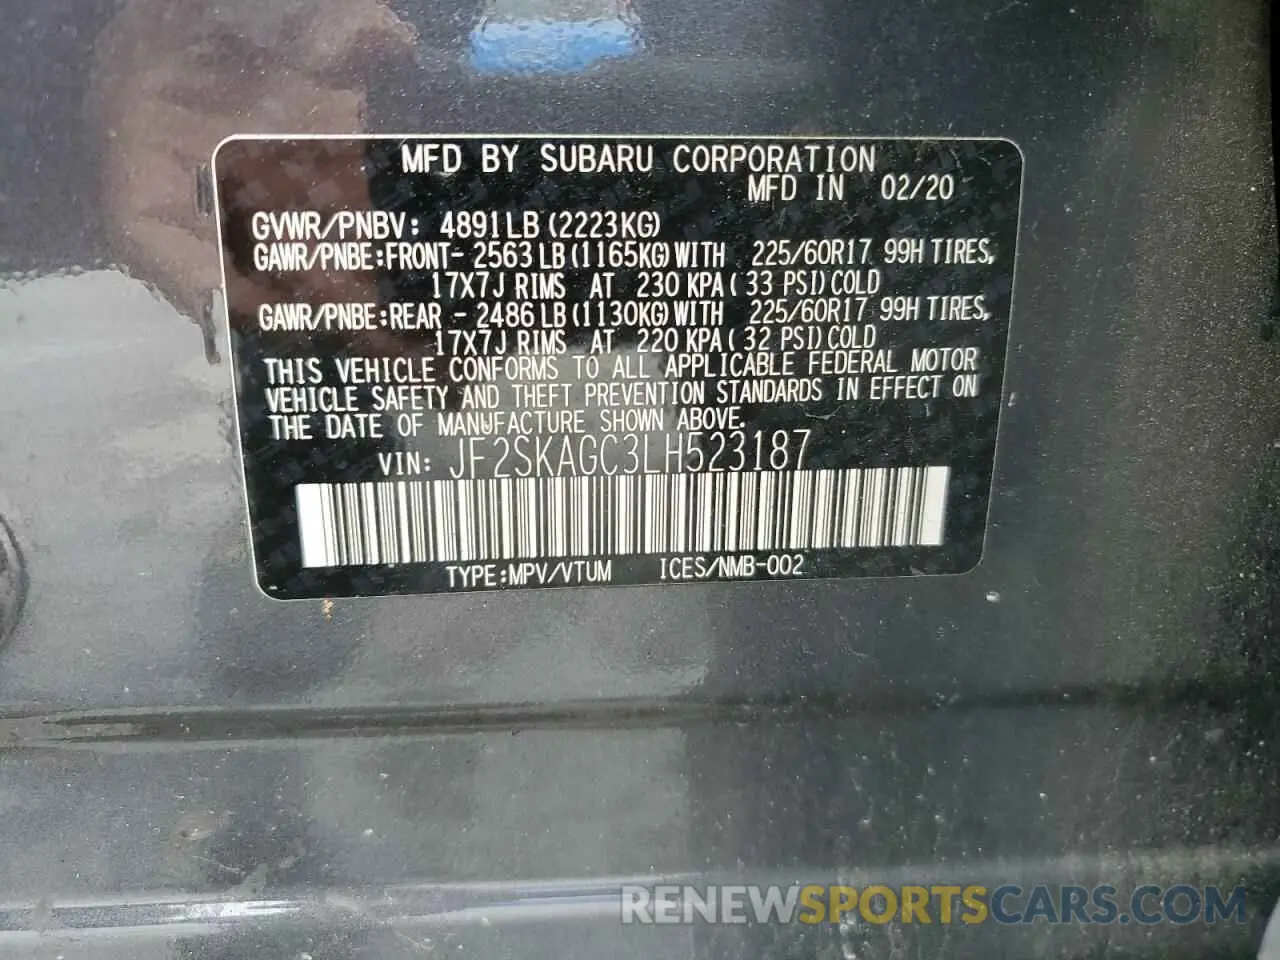 MFD BY SUBARU CORPORATION
MFD IN 02/20
GVWR/PNBV: 4891LB (2223KG)
GAWR/PNBE:FRONT- 2563 LB (1165KG) WITH 225/60R17 99H TIRES,
17X7J RIMS AT 230 KPA ( 33 PSI) COLD
GAWR/PNBE:REAR - 2486 LB (1130KG) WITH 225/60R17 99H TIRES,
17X7J RIMS AT 220 KPA ( 32 PSI) COLD
THIS VEHICLE CONFORMS TO ALL APPLICABLE FEDERAL MOTOR
VEHICLE SAFETY AND THEFT PREVENTION STANDARDS IN EFFECT ON
THE DATE OF MANUFACTURE SHOWN ABOVE.
VIN: JF2SKAGC3LH523187
TYPE:MPV/VTUM ICES/NMB-002
RENEWSPORTSCARS.COM